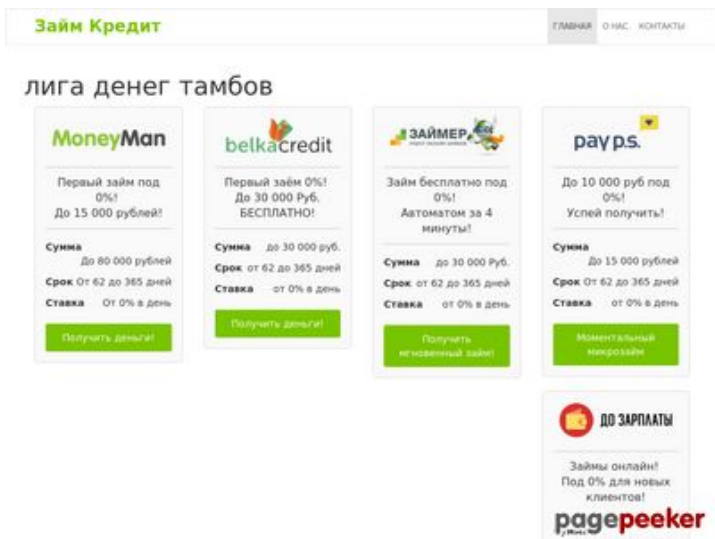 Займ Кредит
ГЛАВНАЯ О НАС КОНТАКТЫ
лига денег тамбов
MoneyMan
Первый займ под
0%!
До 15 000 рублей!
Сумма
До 80 000 рублей
Срок От 62 до 365 дней
Ставка От 0% в день
Получить деньги!
belkacredit
Первый заём 0%!
До 30 000 Руб.
БЕСПЛАТНО!
Сумма до 30 000 руб.
Срок от 62 до 365 дней
Ставка от 0% в день
Получить деньги!
ЗАЙМЕР
Займ бесплатно под
0%!
Автоматом за 4
минуты!
Сумма до 30 000 Руб.
Срок от 62 до 365 дней
Ставка от 0% в день
Получить
мгновенный займ!
pay p.s.
До 10 000 руб под
0%!
Успей получить!
Сумма
До 15 000 рублей
Срок От 62 до 365 дней
Ставка от 0% в день
Моментальный
микрозайм
ДО ЗАРПЛАТЫ
Займы онлайн!
Под 0% для новых
клиентов!
pagepeeker